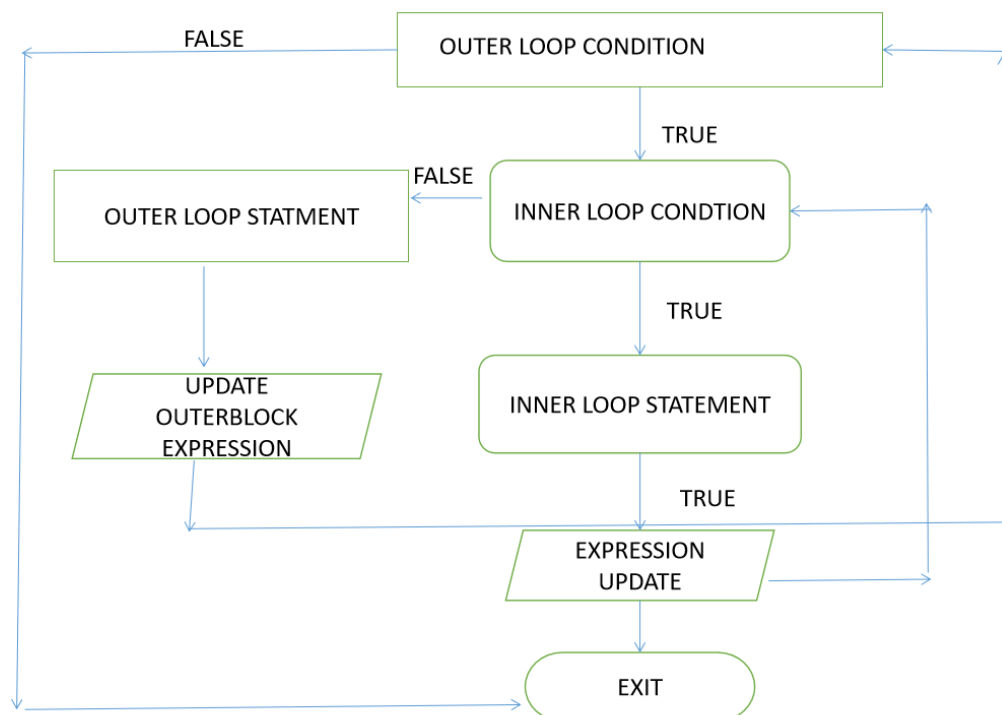 FALSE
OUTER LOOP CONDITION
TRUE
FALSE
OUTER LOOP STATMENT
INNER LOOP CONDTION
TRUE
UPDATE
OUTERBLOCK
EXPRESSION
INNER LOOP STATEMENT
TRUE
EXPRESSION
UPDATE
EXIT